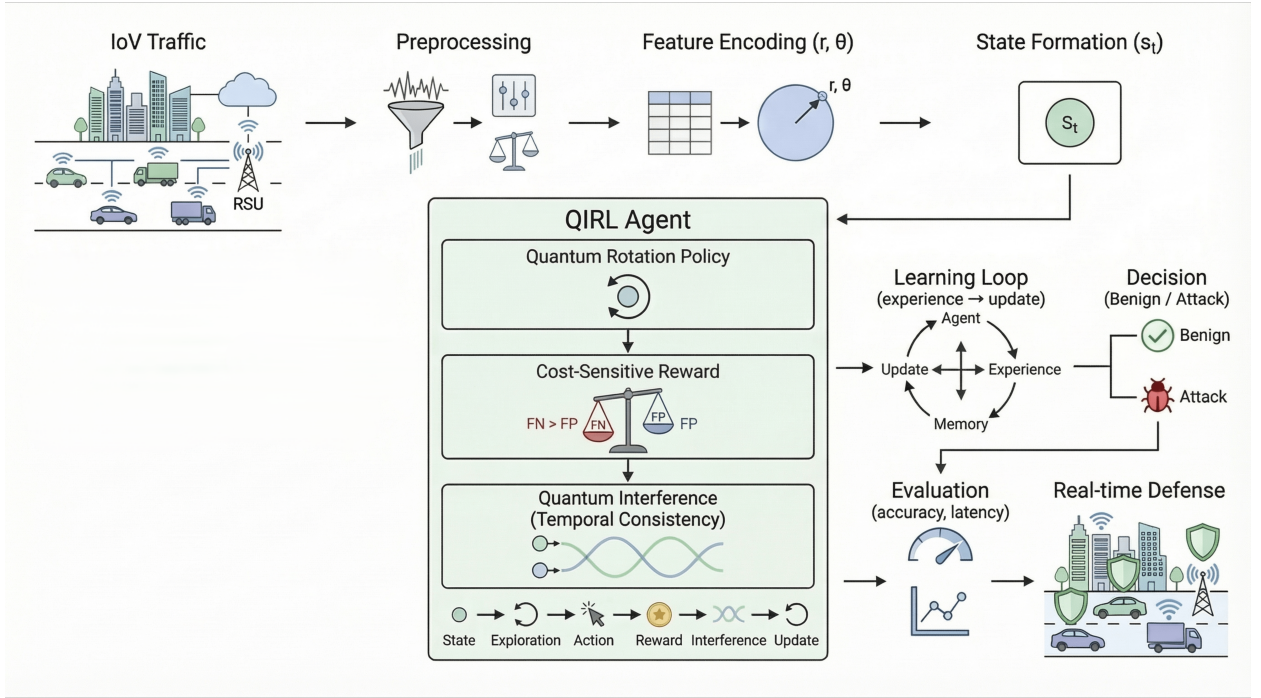 IoV Traffic
Preprocessing
Feature Encoding (r, θ)
State Formation (sₜ)
r, θ
Sₜ
RSU
QIRL Agent
Quantum Rotation Policy
Cost-Sensitive Reward
FN > FP
FN
FP
FP
Quantum Interference
(Temporal Consistency)
State
Exploration
Action
Reward
Interference
Update
Learning Loop
(experience → update)
Agent
Update
Experience
Memory
Decision
(Benign / Attack)
Benign
Attack
Evaluation
(accuracy, latency)
Real-time Defense